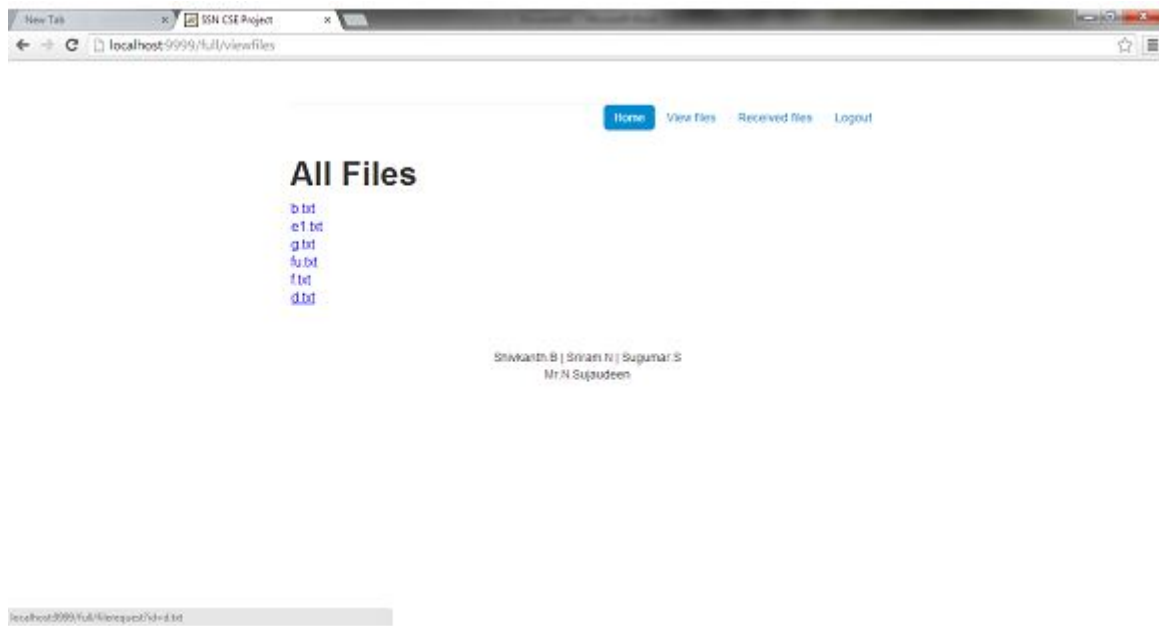 New Tab
SSN CSE Project
localhost:9999/full/viewfiles
Home View files Received files Logout
All Files
b.txt
e1.txt
g.txt
fu.txt
f.txt
d.txt
Shivkanth.B | Sriram.N | Sugumar.S
Mr.N.Sujaudeen
localhost:9999/full/filerequest?id=d.txt